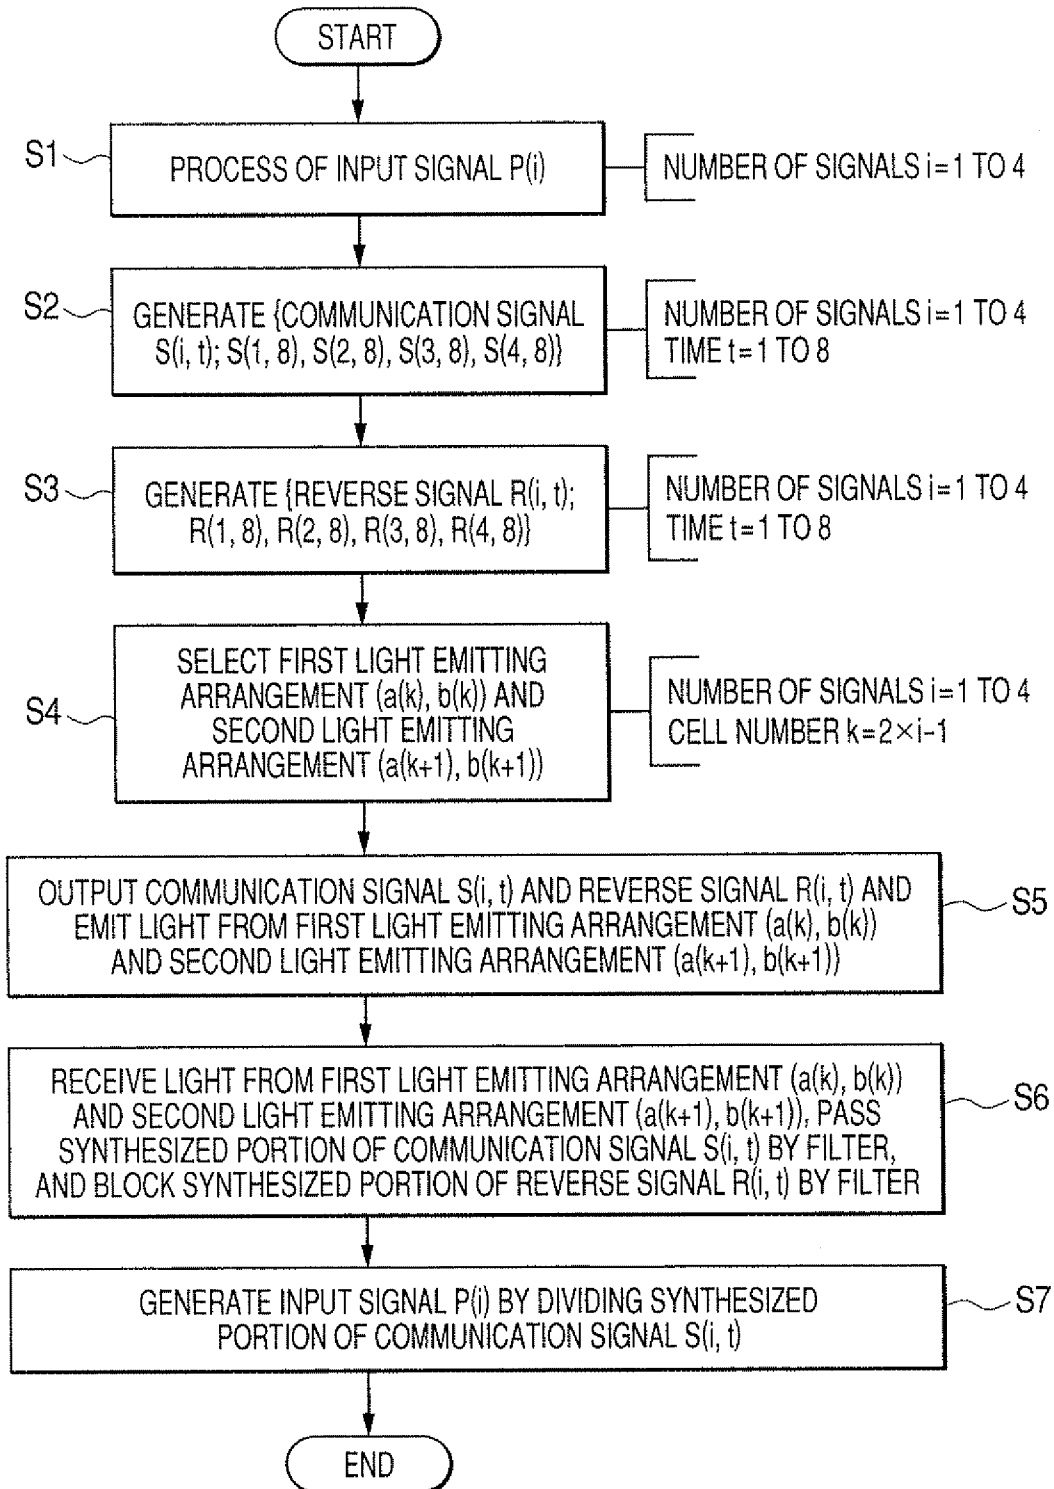 START
S1
PROCESS OF INPUT SIGNAL P(i)
NUMBER OF SIGNALS i=1 TO 4
S2
GENERATE {COMMUNICATION SIGNAL
S(i, t); S(1, 8), S(2, 8), S(3, 8), S(4, 8)}
NUMBER OF SIGNALS i=1 TO 4
TIME t=1 TO 8
S3
GENERATE {REVERSE SIGNAL R(i, t);
R(1, 8), R(2, 8), R(3, 8), R(4, 8)}
NUMBER OF SIGNALS i=1 TO 4
TIME t=1 TO 8
S4
SELECT FIRST LIGHT EMITTING
ARRANGEMENT (a(k), b(k)) AND
SECOND LIGHT EMITTING
ARRANGEMENT (a(k+1), b(k+1))
NUMBER OF SIGNALS i=1 TO 4
CELL NUMBER k=2×i-1
OUTPUT COMMUNICATION SIGNAL S(i, t) AND REVERSE SIGNAL R(i, t) AND
EMIT LIGHT FROM FIRST LIGHT EMITTING ARRANGEMENT (a(k), b(k))
AND SECOND LIGHT EMITTING ARRANGEMENT (a(k+1), b(k+1))
S5
RECEIVE LIGHT FROM FIRST LIGHT EMITTING ARRANGEMENT (a(k), b(k))
AND SECOND LIGHT EMITTING ARRANGEMENT (a(k+1), b(k+1)), PASS
SYNTHESIZED PORTION OF COMMUNICATION SIGNAL S(i, t) BY FILTER,
AND BLOCK SYNTHESIZED PORTION OF REVERSE SIGNAL R(i, t) BY FILTER
S6
GENERATE INPUT SIGNAL P(i) BY DIVIDING SYNTHESIZED
PORTION OF COMMUNICATION SIGNAL S(i, t)
S7
END